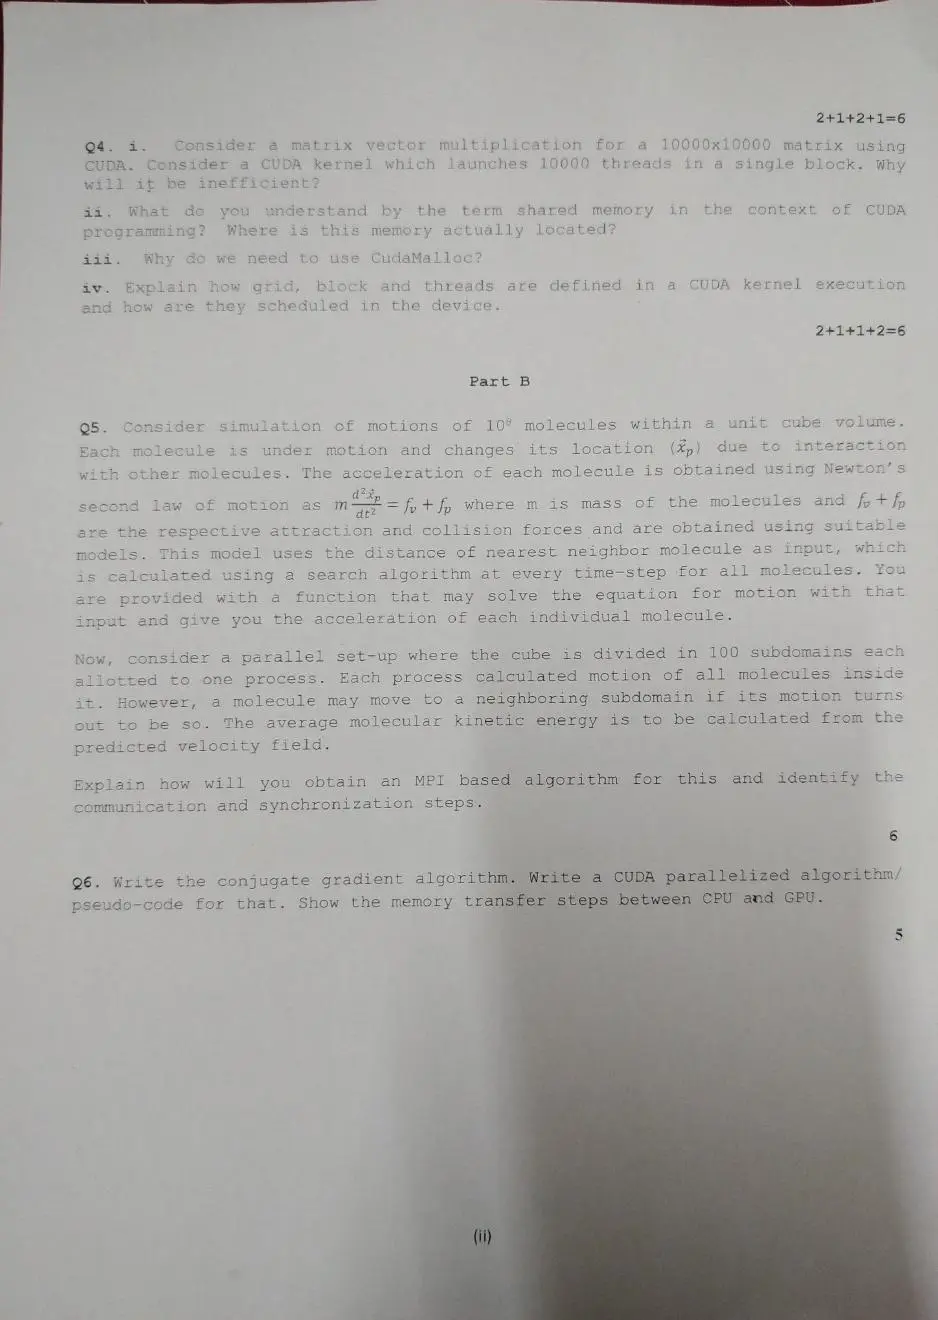 2+1+2+1=6
Q4. i. Consider a matrix vector multiplication for a 10000x10000 matrix using
CUDA. Consider a CUDA kernel which launches 10000 threads in a single block. Why
will it be inefficient?
ii. What do you understand by the term shared memory in the context of CUDA
programming? Where is this memory actually located?
iii. Why do we need to use CudaMalloc?
iv. Explain how grid, block and threads are defined in a CUDA kernel execution
and how are they scheduled in the device.
2+1+1+2=6
Part B
Q5. Consider simulation of motions of 10⁸ molecules within a unit cube volume.
Each molecule is under motion and changes its location (x⃗ₚ) due to interaction
with other molecules. The acceleration of each molecule is obtained using Newton's
second law of motion as m d²x⃗ₚ/dt² = fᵥ + fₚ where m is mass of the molecules and fᵥ + fₚ
are the respective attraction and collision forces and are obtained using suitable
models. This model uses the distance of nearest neighbor molecule as input, which
is calculated using a search algorithm at every time-step for all molecules. You
are provided with a function that may solve the equation for motion with that
input and give you the acceleration of each individual molecule.
Now, consider a parallel set-up where the cube is divided in 100 subdomains each
allotted to one process. Each process calculated motion of all molecules inside
it. However, a molecule may move to a neighboring subdomain if its motion turns
out to be so. The average molecular kinetic energy is to be calculated from the
predicted velocity field.
Explain how will you obtain an MPI based algorithm for this and identify the
communication and synchronization steps.
6
Q6. Write the conjugate gradient algorithm. Write a CUDA parallelized algorithm/
pseudo-code for that. Show the memory transfer steps between CPU and GPU.
5
(ii)